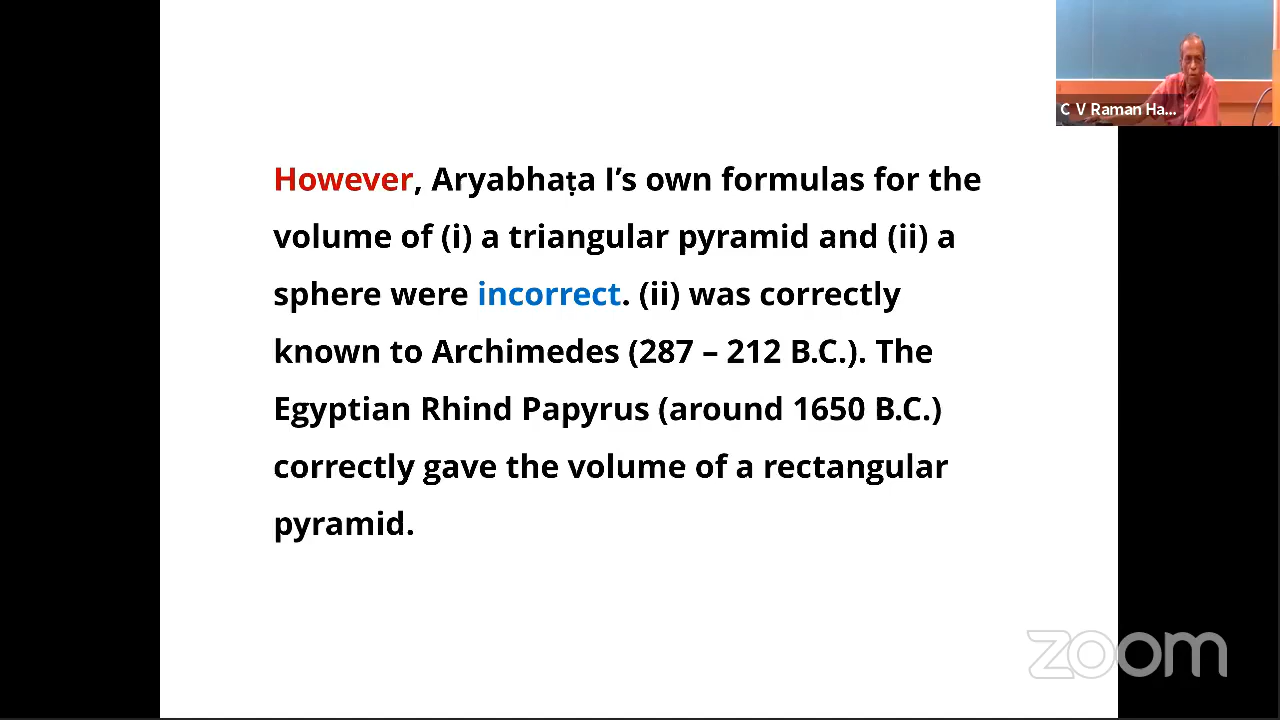 C V Raman Ha...
However, Aryabhaṭa I’s own formulas for the
volume of (i) a triangular pyramid and (ii) a
sphere were incorrect. (ii) was correctly
known to Archimedes (287 – 212 B.C.). The
Egyptian Rhind Papyrus (around 1650 B.C.)
correctly gave the volume of a rectangular
pyramid.
zoom